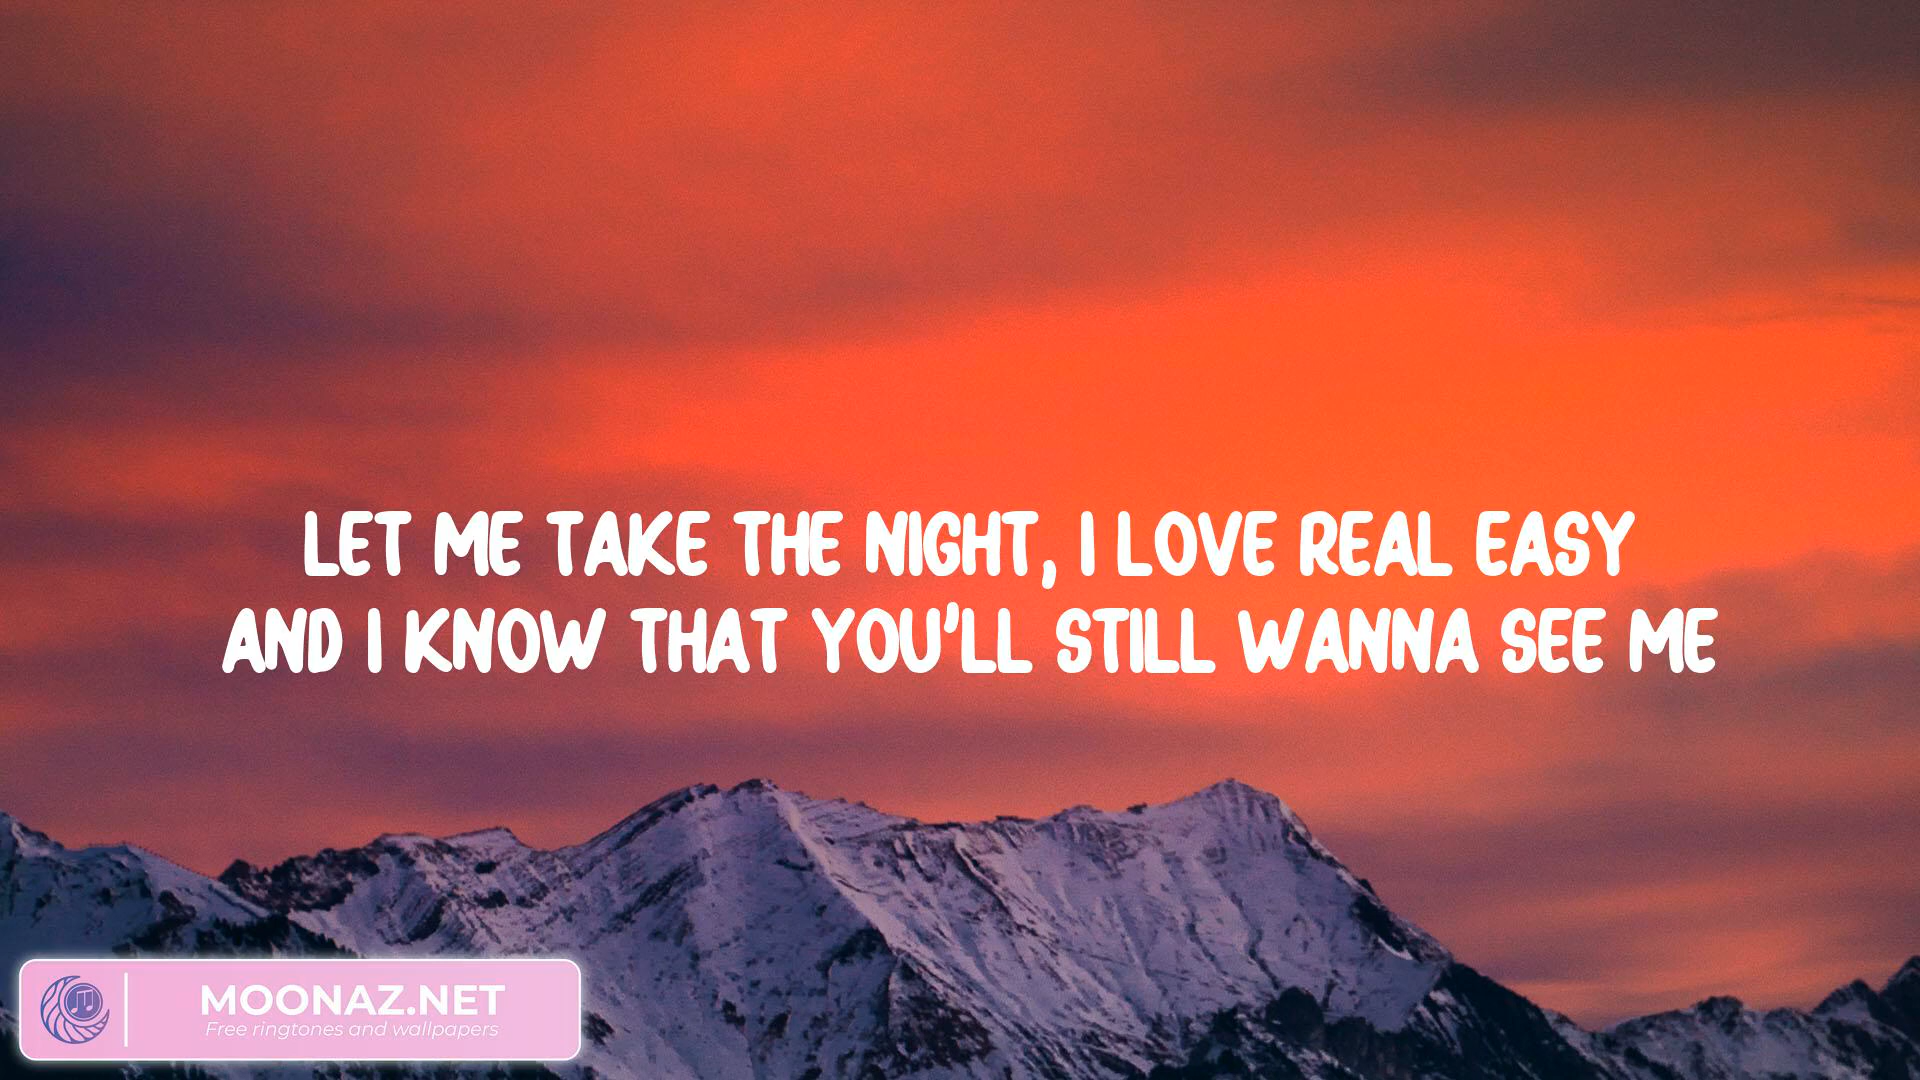 LET ME TAKE THE NIGHT, I LOVE REAL EASY
AND I KNOW THAT YOU'LL STILL WANNA SEE ME
MOONAZ.NET
Free ringtones and wallpapers